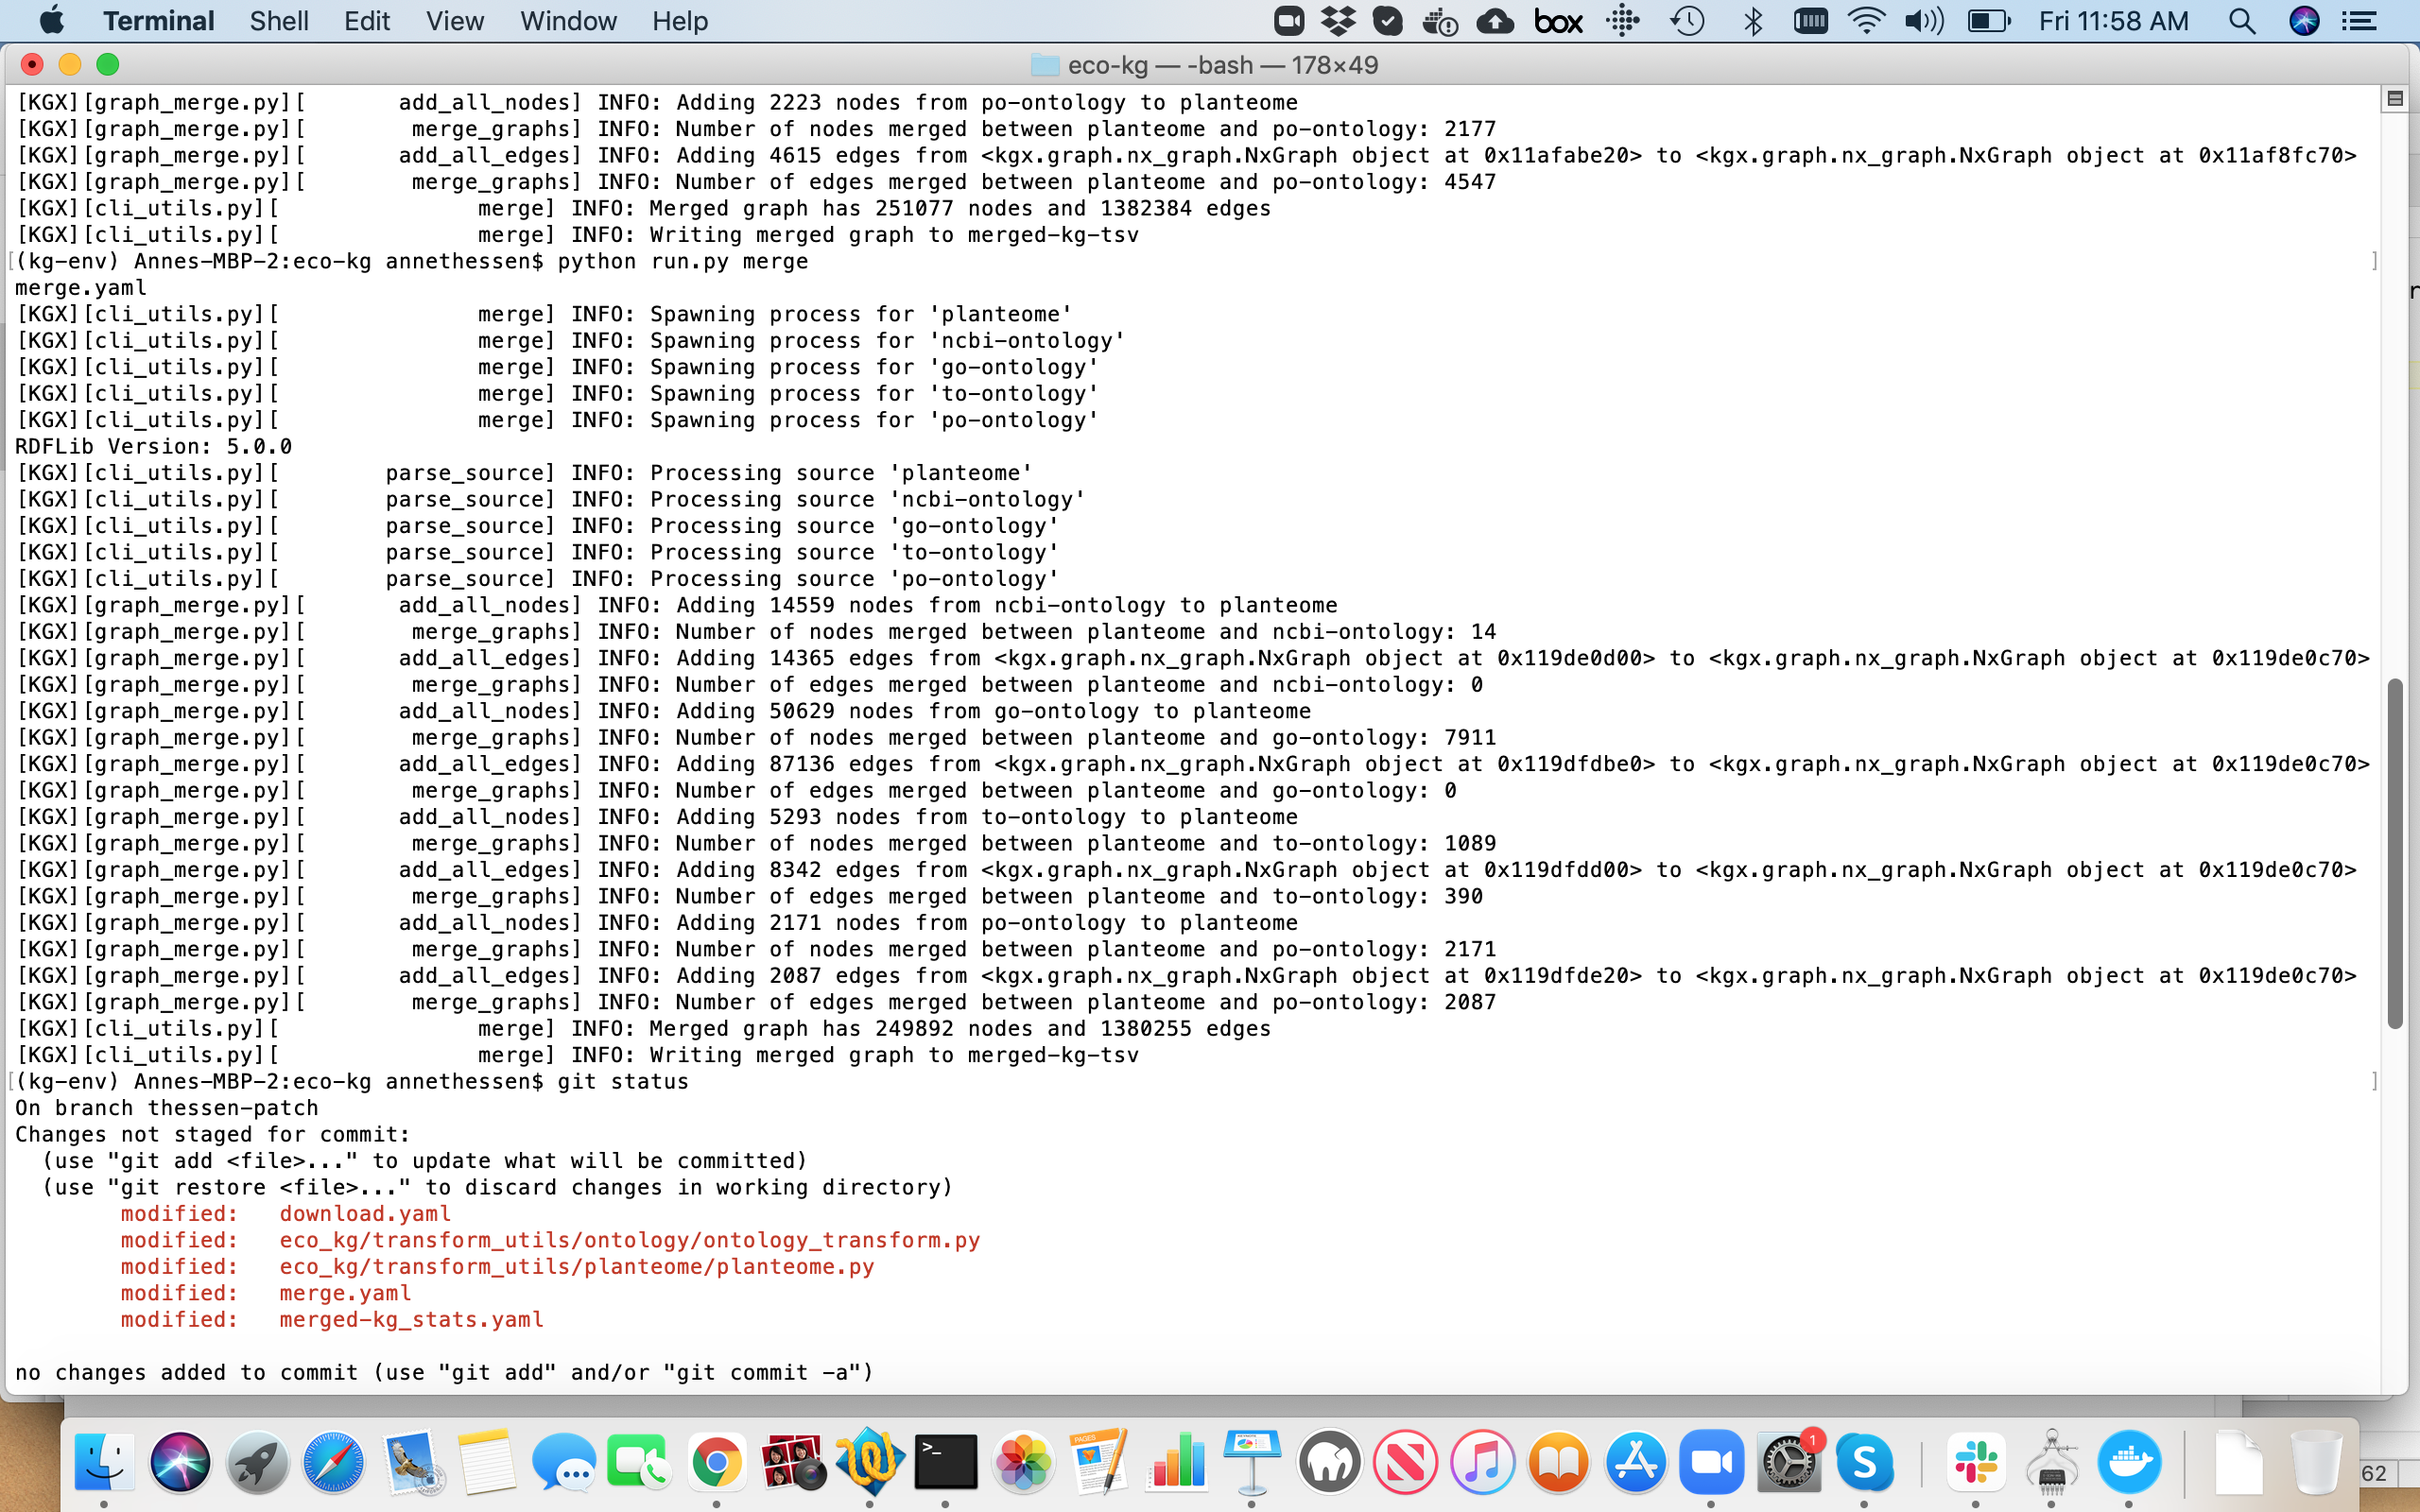 Terminal Shell Edit View Window Help box Fri 11:58 AM
eco-kg — -bash — 178×49
[KGX][graph_merge.py][       add_all_nodes] INFO: Adding 2223 nodes from po-ontology to planteome
[KGX][graph_merge.py][        merge_graphs] INFO: Number of nodes merged between planteome and po-ontology: 2177
[KGX][graph_merge.py][       add_all_edges] INFO: Adding 4615 edges from <kgx.graph.nx_graph.NxGraph object at 0x11afabe20> to <kgx.graph.nx_graph.NxGraph object at 0x11af8fc70>
[KGX][graph_merge.py][        merge_graphs] INFO: Number of edges merged between planteome and po-ontology: 4547
[KGX][cli_utils.py][               merge] INFO: Merged graph has 251077 nodes and 1382384 edges
[KGX][cli_utils.py][               merge] INFO: Writing merged graph to merged-kg-tsv
[(kg-env) Annes-MBP-2:eco-kg annethessen$ python run.py merge ]
merge.yaml
[KGX][cli_utils.py][               merge] INFO: Spawning process for 'planteome'
[KGX][cli_utils.py][               merge] INFO: Spawning process for 'ncbi-ontology'
[KGX][cli_utils.py][               merge] INFO: Spawning process for 'go-ontology'
[KGX][cli_utils.py][               merge] INFO: Spawning process for 'to-ontology'
[KGX][cli_utils.py][               merge] INFO: Spawning process for 'po-ontology'
RDFLib Version: 5.0.0
[KGX][cli_utils.py][        parse_source] INFO: Processing source 'planteome'
[KGX][cli_utils.py][        parse_source] INFO: Processing source 'ncbi-ontology'
[KGX][cli_utils.py][        parse_source] INFO: Processing source 'go-ontology'
[KGX][cli_utils.py][        parse_source] INFO: Processing source 'to-ontology'
[KGX][cli_utils.py][        parse_source] INFO: Processing source 'po-ontology'
[KGX][graph_merge.py][       add_all_nodes] INFO: Adding 14559 nodes from ncbi-ontology to planteome
[KGX][graph_merge.py][        merge_graphs] INFO: Number of nodes merged between planteome and ncbi-ontology: 14
[KGX][graph_merge.py][       add_all_edges] INFO: Adding 14365 edges from <kgx.graph.nx_graph.NxGraph object at 0x119de0d00> to <kgx.graph.nx_graph.NxGraph object at 0x119de0c70>
[KGX][graph_merge.py][        merge_graphs] INFO: Number of edges merged between planteome and ncbi-ontology: 0
[KGX][graph_merge.py][       add_all_nodes] INFO: Adding 50629 nodes from go-ontology to planteome
[KGX][graph_merge.py][        merge_graphs] INFO: Number of nodes merged between planteome and go-ontology: 7911
[KGX][graph_merge.py][       add_all_edges] INFO: Adding 87136 edges from <kgx.graph.nx_graph.NxGraph object at 0x119dfdbe0> to <kgx.graph.nx_graph.NxGraph object at 0x119de0c70>
[KGX][graph_merge.py][        merge_graphs] INFO: Number of edges merged between planteome and go-ontology: 0
[KGX][graph_merge.py][       add_all_nodes] INFO: Adding 5293 nodes from to-ontology to planteome
[KGX][graph_merge.py][        merge_graphs] INFO: Number of nodes merged between planteome and to-ontology: 1089
[KGX][graph_merge.py][       add_all_edges] INFO: Adding 8342 edges from <kgx.graph.nx_graph.NxGraph object at 0x119dfdd00> to <kgx.graph.nx_graph.NxGraph object at 0x119de0c70>
[KGX][graph_merge.py][        merge_graphs] INFO: Number of edges merged between planteome and to-ontology: 390
[KGX][graph_merge.py][       add_all_nodes] INFO: Adding 2171 nodes from po-ontology to planteome
[KGX][graph_merge.py][        merge_graphs] INFO: Number of nodes merged between planteome and po-ontology: 2171
[KGX][graph_merge.py][       add_all_edges] INFO: Adding 2087 edges from <kgx.graph.nx_graph.NxGraph object at 0x119dfde20> to <kgx.graph.nx_graph.NxGraph object at 0x119de0c70>
[KGX][graph_merge.py][        merge_graphs] INFO: Number of edges merged between planteome and po-ontology: 2087
[KGX][cli_utils.py][               merge] INFO: Merged graph has 249892 nodes and 1380255 edges
[KGX][cli_utils.py][               merge] INFO: Writing merged graph to merged-kg-tsv
[(kg-env) Annes-MBP-2:eco-kg annethessen$ git status ]
On branch thessen-patch
Changes not staged for commit:
  (use "git add <file>..." to update what will be committed)
  (use "git restore <file>..." to discard changes in working directory)
        modified:   download.yaml
        modified:   eco_kg/transform_utils/ontology/ontology_transform.py
        modified:   eco_kg/transform_utils/planteome/planteome.py
        modified:   merge.yaml
        modified:   merged-kg_stats.yaml
no changes added to commit (use "git add" and/or "git commit -a")
PAGES
1
62